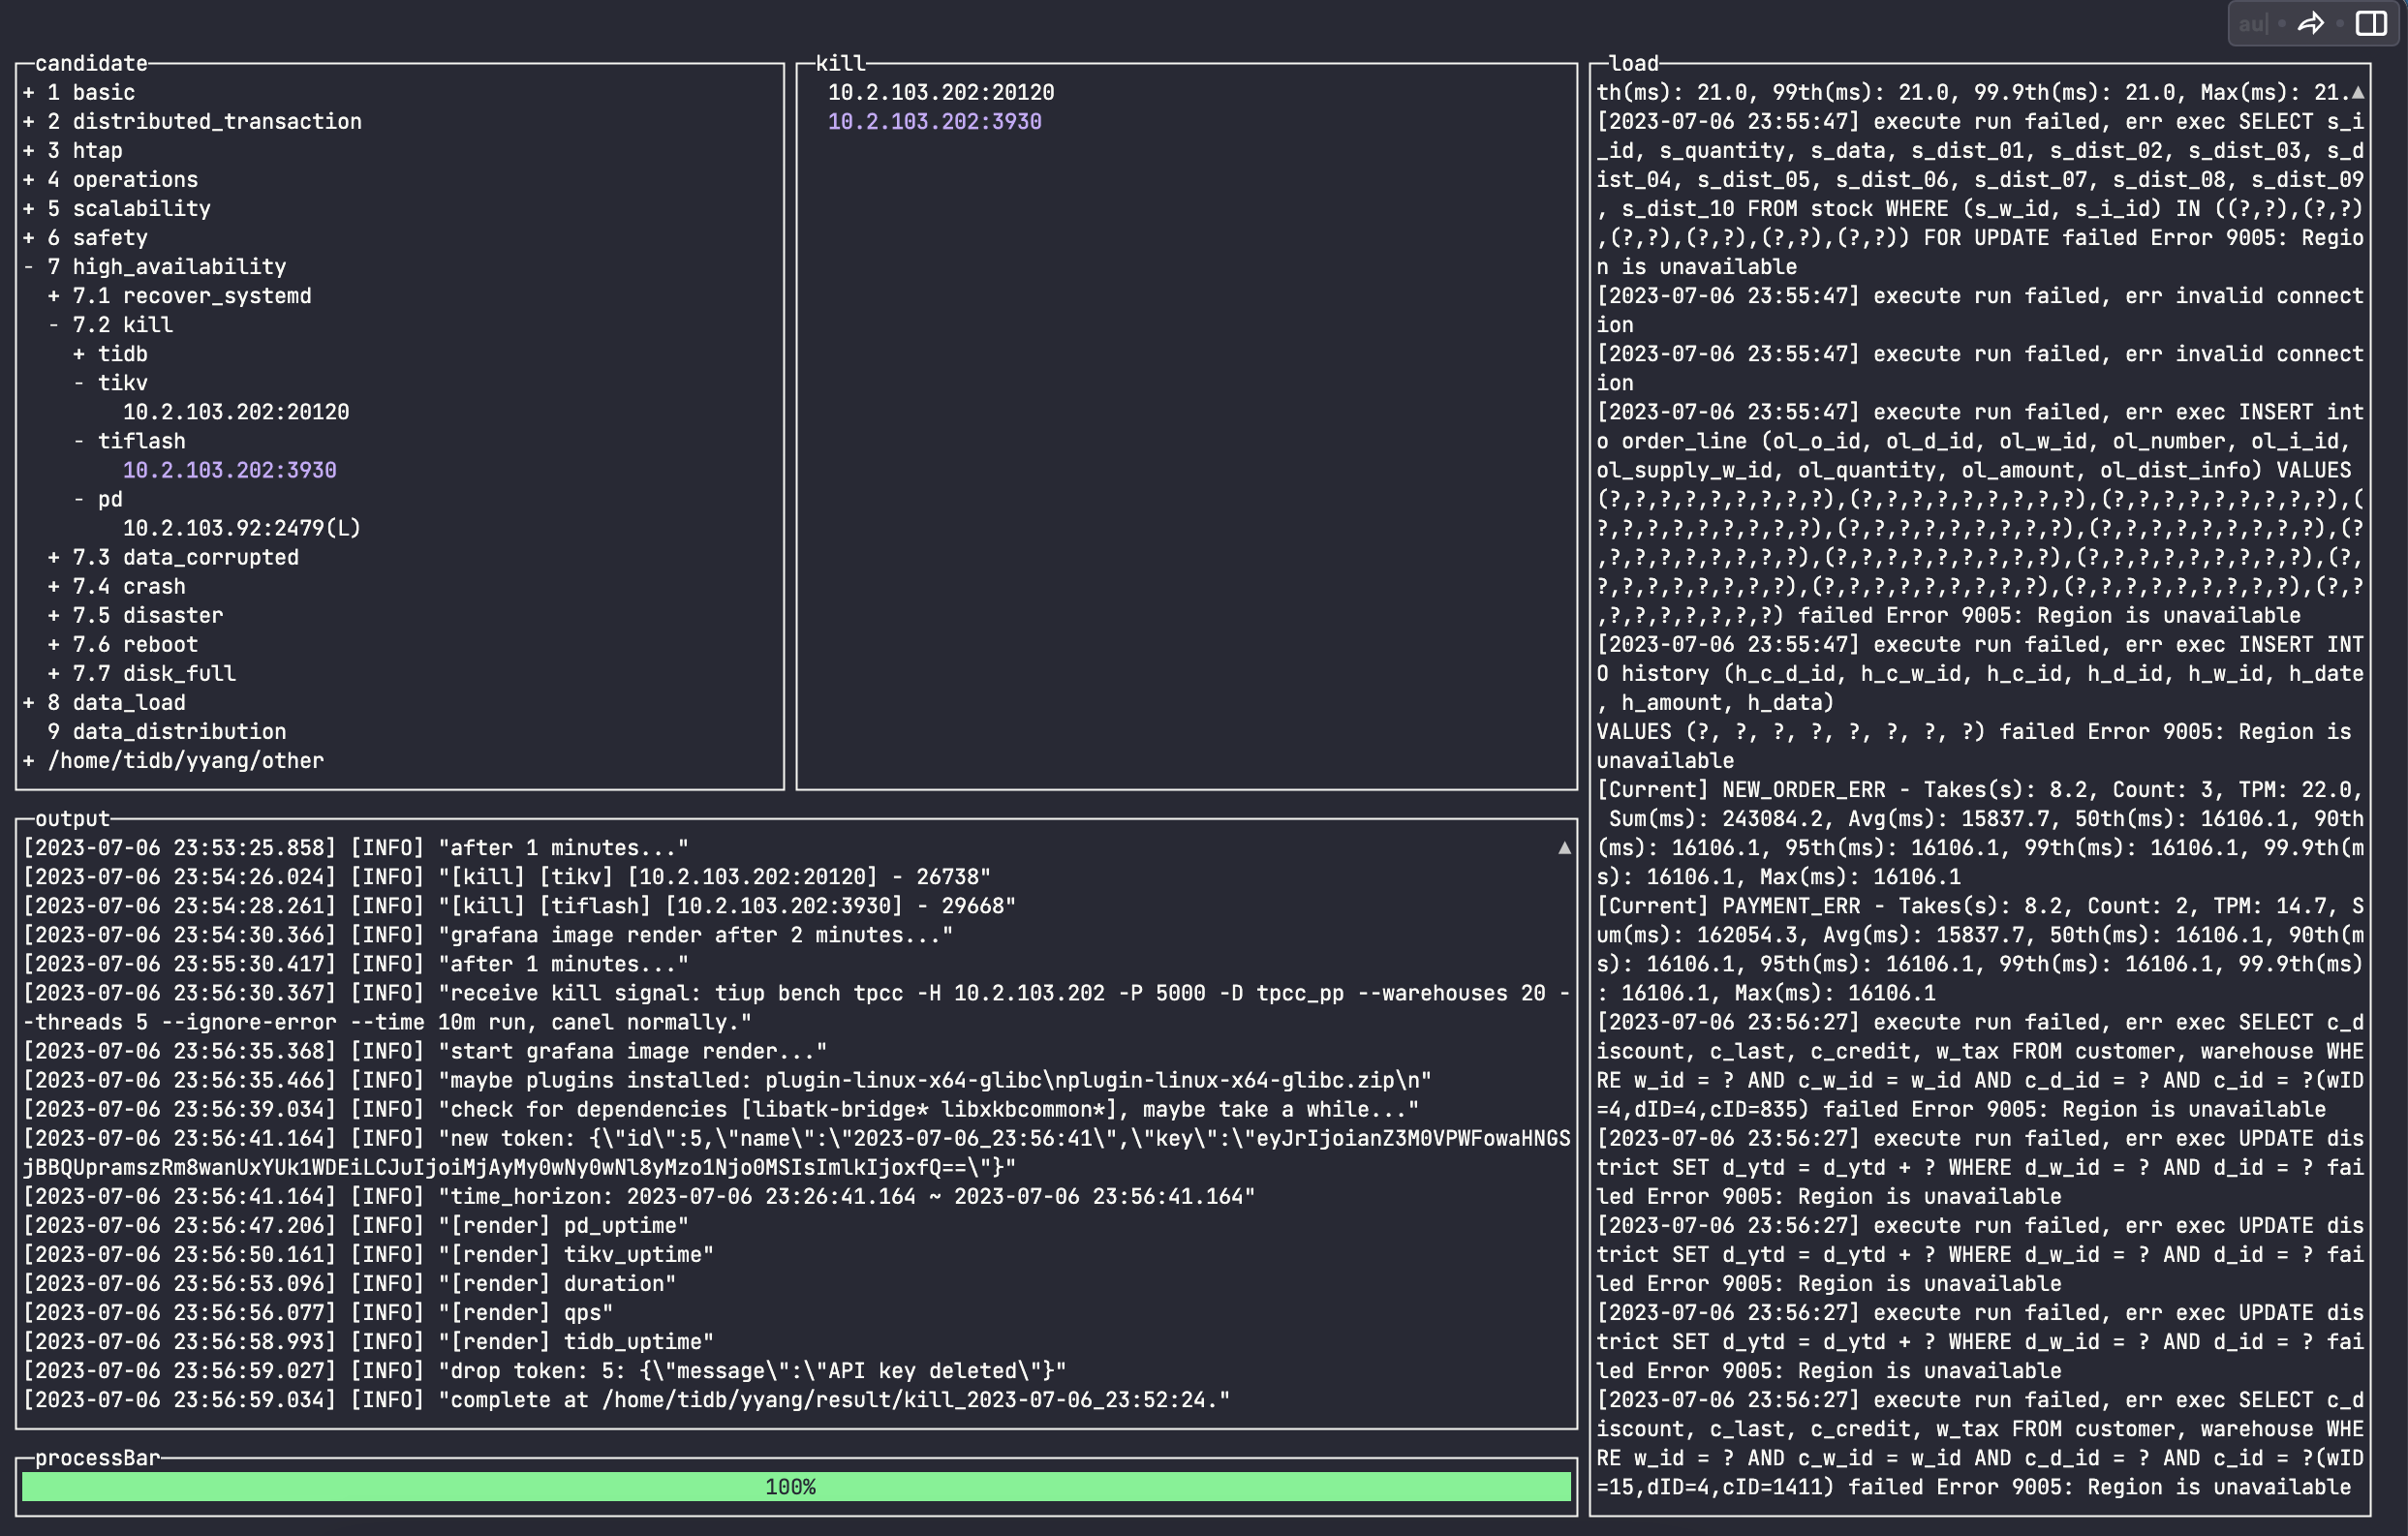 au
candidate
+ 1 basic
+ 2 distributed_transaction
+ 3 htap
+ 4 operations
+ 5 scalability
+ 6 safety
- 7 high_availability
+ 7.1 recover_systemd
- 7.2 kill
+ tidb
- tikv
10.2.103.202:20120
- tiflash
10.2.103.202:3930
- pd
10.2.103.92:2479(L)
+ 7.3 data_corrupted
+ 7.4 crash
+ 7.5 disaster
+ 7.6 reboot
+ 7.7 disk_full
+ 8 data_load
9 data_distribution
+ /home/tidb/yyang/other
kill
10.2.103.202:20120
10.2.103.202:3930
output
[2023-07-06 23:53:25.858] [INFO] "after 1 minutes..."
[2023-07-06 23:54:26.024] [INFO] "[kill] [tikv] [10.2.103.202:20120] - 26738"
[2023-07-06 23:54:28.261] [INFO] "[kill] [tiflash] [10.2.103.202:3930] - 29668"
[2023-07-06 23:54:30.366] [INFO] "grafana image render after 2 minutes..."
[2023-07-06 23:55:30.417] [INFO] "after 1 minutes..."
[2023-07-06 23:56:30.367] [INFO] "receive kill signal: tiup bench tpcc -H 10.2.103.202 -P 5000 -D tpcc_pp --warehouses 20 -
-threads 5 --ignore-error --time 10m run, canel normally."
[2023-07-06 23:56:35.368] [INFO] "start grafana image render..."
[2023-07-06 23:56:35.466] [INFO] "maybe plugins installed: plugin-linux-x64-glibc\nplugin-linux-x64-glibc.zip\n"
[2023-07-06 23:56:39.034] [INFO] "check for dependencies [libatk-bridge* libxkbcommon*], maybe take a while..."
[2023-07-06 23:56:41.164] [INFO] "new token: {\"id\":5,\"name\":\"2023-07-06_23:56:41\",\"key\":\"eyJrIjoianZ3M0VPWFowaHNGS
jBBQUpramszRm8wanUxYUk1WDEiLCJuIjoiMjAyMy0wNy0wNl8yMzo1Njo0MSIsImlkIjoxfQ==\"}"
[2023-07-06 23:56:41.164] [INFO] "time_horizon: 2023-07-06 23:26:41.164 ~ 2023-07-06 23:56:41.164"
[2023-07-06 23:56:47.206] [INFO] "[render] pd_uptime"
[2023-07-06 23:56:50.161] [INFO] "[render] tikv_uptime"
[2023-07-06 23:56:53.096] [INFO] "[render] duration"
[2023-07-06 23:56:56.077] [INFO] "[render] qps"
[2023-07-06 23:56:58.993] [INFO] "[render] tidb_uptime"
[2023-07-06 23:56:59.027] [INFO] "drop token: 5: {\"message\":\"API key deleted\"}"
[2023-07-06 23:56:59.034] [INFO] "complete at /home/tidb/yyang/result/kill_2023-07-06_23:52:24."
processBar
100%
load
th(ms): 21.0, 99th(ms): 21.0, 99.9th(ms): 21.0, Max(ms): 21.
[2023-07-06 23:55:47] execute run failed, err exec SELECT s_i
_id, s_quantity, s_data, s_dist_01, s_dist_02, s_dist_03, s_d
ist_04, s_dist_05, s_dist_06, s_dist_07, s_dist_08, s_dist_09
, s_dist_10 FROM stock WHERE (s_w_id, s_i_id) IN ((?,?),(?,?)
,(?,?),(?,?),(?,?),(?,?)) FOR UPDATE failed Error 9005: Regio
n is unavailable
[2023-07-06 23:55:47] execute run failed, err invalid connect
ion
[2023-07-06 23:55:47] execute run failed, err invalid connect
ion
[2023-07-06 23:55:47] execute run failed, err exec INSERT int
o order_line (ol_o_id, ol_d_id, ol_w_id, ol_number, ol_i_id,
ol_supply_w_id, ol_quantity, ol_amount, ol_dist_info) VALUES
(?,?,?,?,?,?,?,?,?),(?,?,?,?,?,?,?,?,?),(?,?,?,?,?,?,?,?,?),(
?,?,?,?,?,?,?,?,?),(?,?,?,?,?,?,?,?,?),(?,?,?,?,?,?,?,?,?),(?
,?,?,?,?,?,?,?,?),(?,?,?,?,?,?,?,?,?),(?,?,?,?,?,?,?,?,?),(?,
?,?,?,?,?,?,?,?),(?,?,?,?,?,?,?,?,?),(?,?,?,?,?,?,?,?,?),(?,?
,?,?,?,?,?,?,?) failed Error 9005: Region is unavailable
[2023-07-06 23:55:47] execute run failed, err exec INSERT INT
O history (h_c_d_id, h_c_w_id, h_c_id, h_d_id, h_w_id, h_date
, h_amount, h_data)
VALUES (?, ?, ?, ?, ?, ?, ?, ?) failed Error 9005: Region is
unavailable
[Current] NEW_ORDER_ERR - Takes(s): 8.2, Count: 3, TPM: 22.0,
Sum(ms): 243084.2, Avg(ms): 15837.7, 50th(ms): 16106.1, 90th
(ms): 16106.1, 95th(ms): 16106.1, 99th(ms): 16106.1, 99.9th(m
s): 16106.1, Max(ms): 16106.1
[Current] PAYMENT_ERR - Takes(s): 8.2, Count: 2, TPM: 14.7, S
um(ms): 162054.3, Avg(ms): 15837.7, 50th(ms): 16106.1, 90th(m
s): 16106.1, 95th(ms): 16106.1, 99th(ms): 16106.1, 99.9th(ms)
: 16106.1, Max(ms): 16106.1
[2023-07-06 23:56:27] execute run failed, err exec SELECT c_d
iscount, c_last, c_credit, w_tax FROM customer, warehouse WHE
RE w_id = ? AND c_w_id = w_id AND c_d_id = ? AND c_id = ?(wID
=4,dID=4,cID=835) failed Error 9005: Region is unavailable
[2023-07-06 23:56:27] execute run failed, err exec UPDATE dis
trict SET d_ytd = d_ytd + ? WHERE d_w_id = ? AND d_id = ? fai
led Error 9005: Region is unavailable
[2023-07-06 23:56:27] execute run failed, err exec UPDATE dis
trict SET d_ytd = d_ytd + ? WHERE d_w_id = ? AND d_id = ? fai
led Error 9005: Region is unavailable
[2023-07-06 23:56:27] execute run failed, err exec UPDATE dis
trict SET d_ytd = d_ytd + ? WHERE d_w_id = ? AND d_id = ? fai
led Error 9005: Region is unavailable
[2023-07-06 23:56:27] execute run failed, err exec SELECT c_d
iscount, c_last, c_credit, w_tax FROM customer, warehouse WHE
RE w_id = ? AND c_w_id = w_id AND c_d_id = ? AND c_id = ?(wID
=15,dID=4,cID=1411) failed Error 9005: Region is unavailable